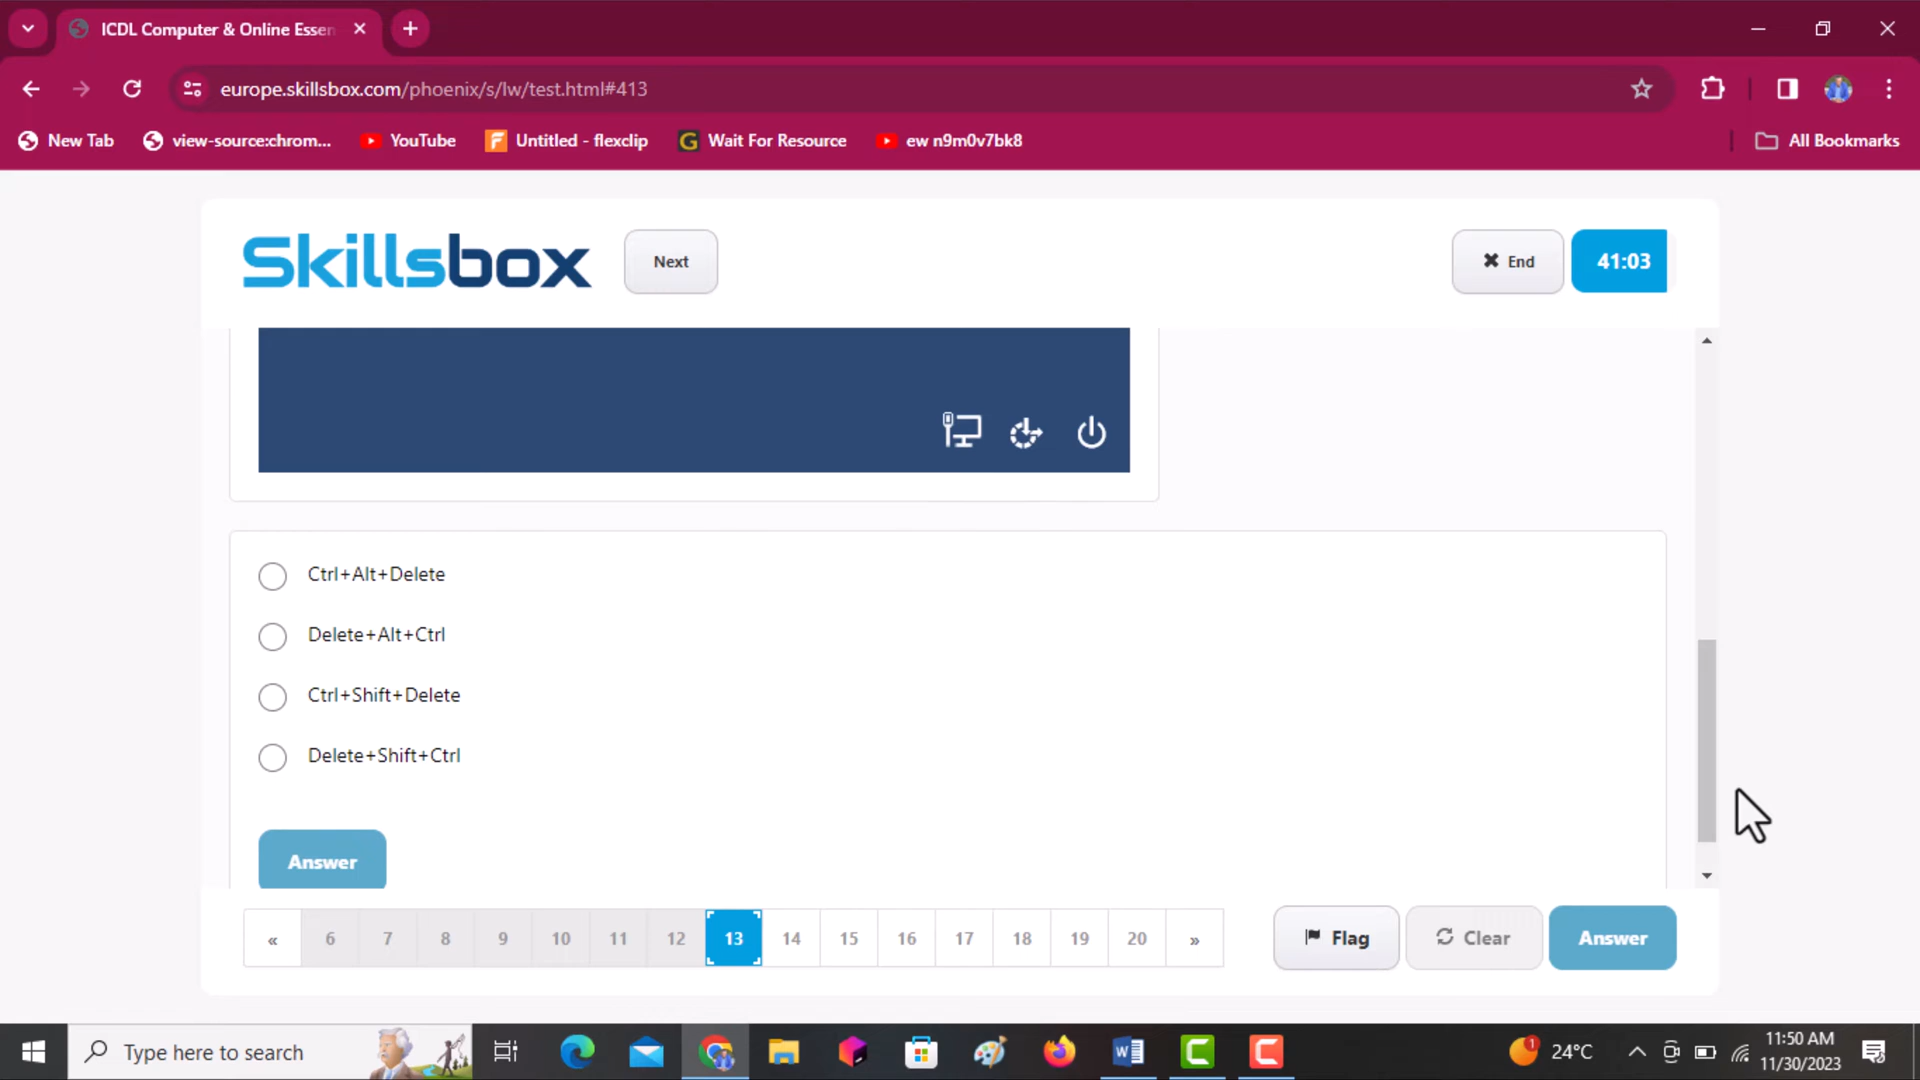 ICDL Computer & Online Essen
europe.skillsbox.com/phoenix/s/lw/test.html#413
New Tab
view-source:chrom...
YouTube
Untitled - flexclip
Wait For Resource
ew n9m0v7bk8
All Bookmarks
Skillsbox
Next
End
41:03
Ctrl+Alt+Delete
Delete+Alt+Ctrl
Ctrl+Shift+Delete
Delete+Shift+Ctrl
Answer
« 6 7 8 9 10 11 12 13 14 15 16 17 18 19 20 »
Flag
Clear
Answer
Type here to search
24°C
11:50 AM
11/30/2023